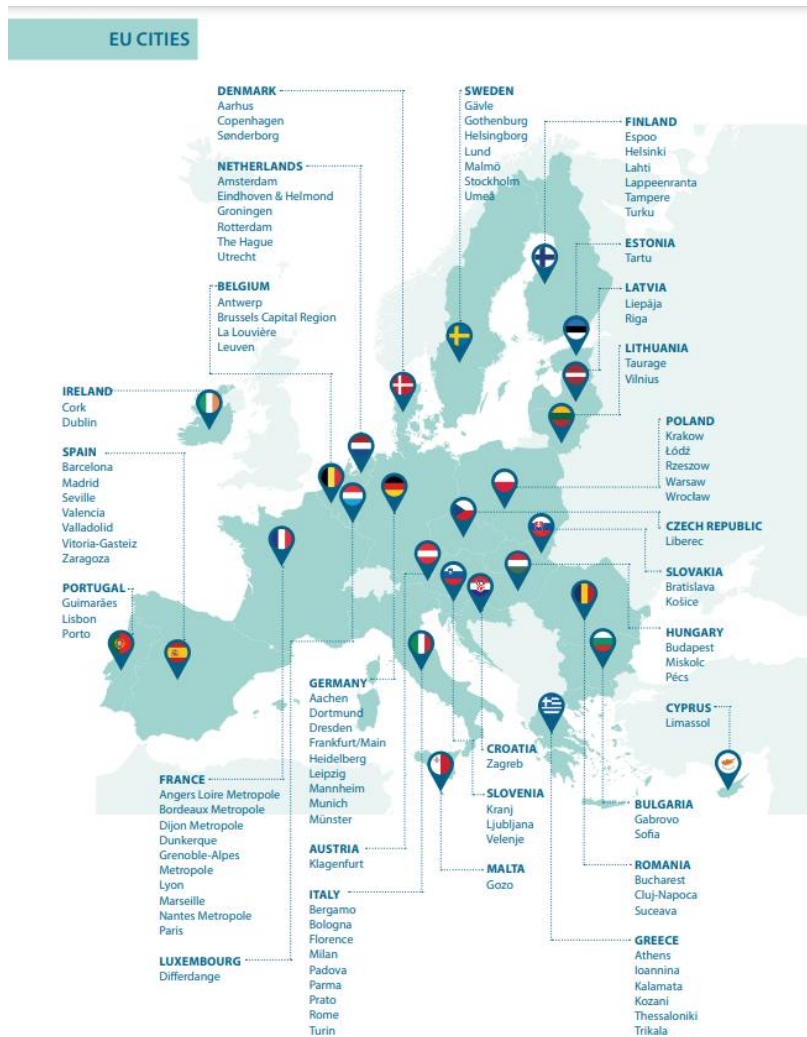 EU CITIES
DENMARK
Aarhus
Copenhagen
Sønderborg
NETHERLANDS
Amsterdam
Eindhoven & Helmond
Groningen
Rotterdam
The Hague
Utrecht
BELGIUM
Antwerp
Brussels Capital Region
La Louvière
Leuven
SWEDEN
Gävle
Gothenburg
Helsingborg
Lund
Malmö
Stockholm
Umeå
FINLAND
Espoo
Helsinki
Lahti
Lappeenranta
Tampere
Turku
ESTONIA
Tartu
LATVIA
Liepāja
Riga
LITHUANIA
Taurage
Vilnius
IRELAND
Cork
Dublin
SPAIN
Barcelona
Madrid
Seville
Valencia
Valladolid
Vitoria-Gasteiz
Zaragoza
PORTUGAL
Guimarães
Lisbon
Porto
POLAND
Krakow
Łódź
Rzeszow
Warsaw
Wrocław
CZECH REPUBLIC
Liberec
SLOVAKIA
Bratislava
Košice
HUNGARY
Budapest
Miskolc
Pécs
CYPRUS
Limassol
FRANCE
Angers Loire Metropole
Bordeaux Metropole
Dijon Metropole
Dunkerque
Grenoble-Alpes
Metropole
Lyon
Marseille
Nantes Metropole
Paris
LUXEMBOURG
Differdange
GERMANY
Aachen
Dortmund
Dresden
Frankfurt/Main
Heidelberg
Leipzig
Mannheim
Munich
Münster
AUSTRIA
Klagenfurt
ITALY
Bergamo
Bologna
Florence
Milan
Padova
Parma
Prato
Rome
Turin
CROATIA
Zagreb
SLOVENIA
Kranj
Ljubljana
Velenje
MALTA
Gozo
BULGARIA
Gabrovo
Sofia
ROMANIA
Bucharest
Cluj-Napoca
Suceava
GREECE
Athens
Ioannina
Kalamata
Kozani
Thessaloniki
Trikala